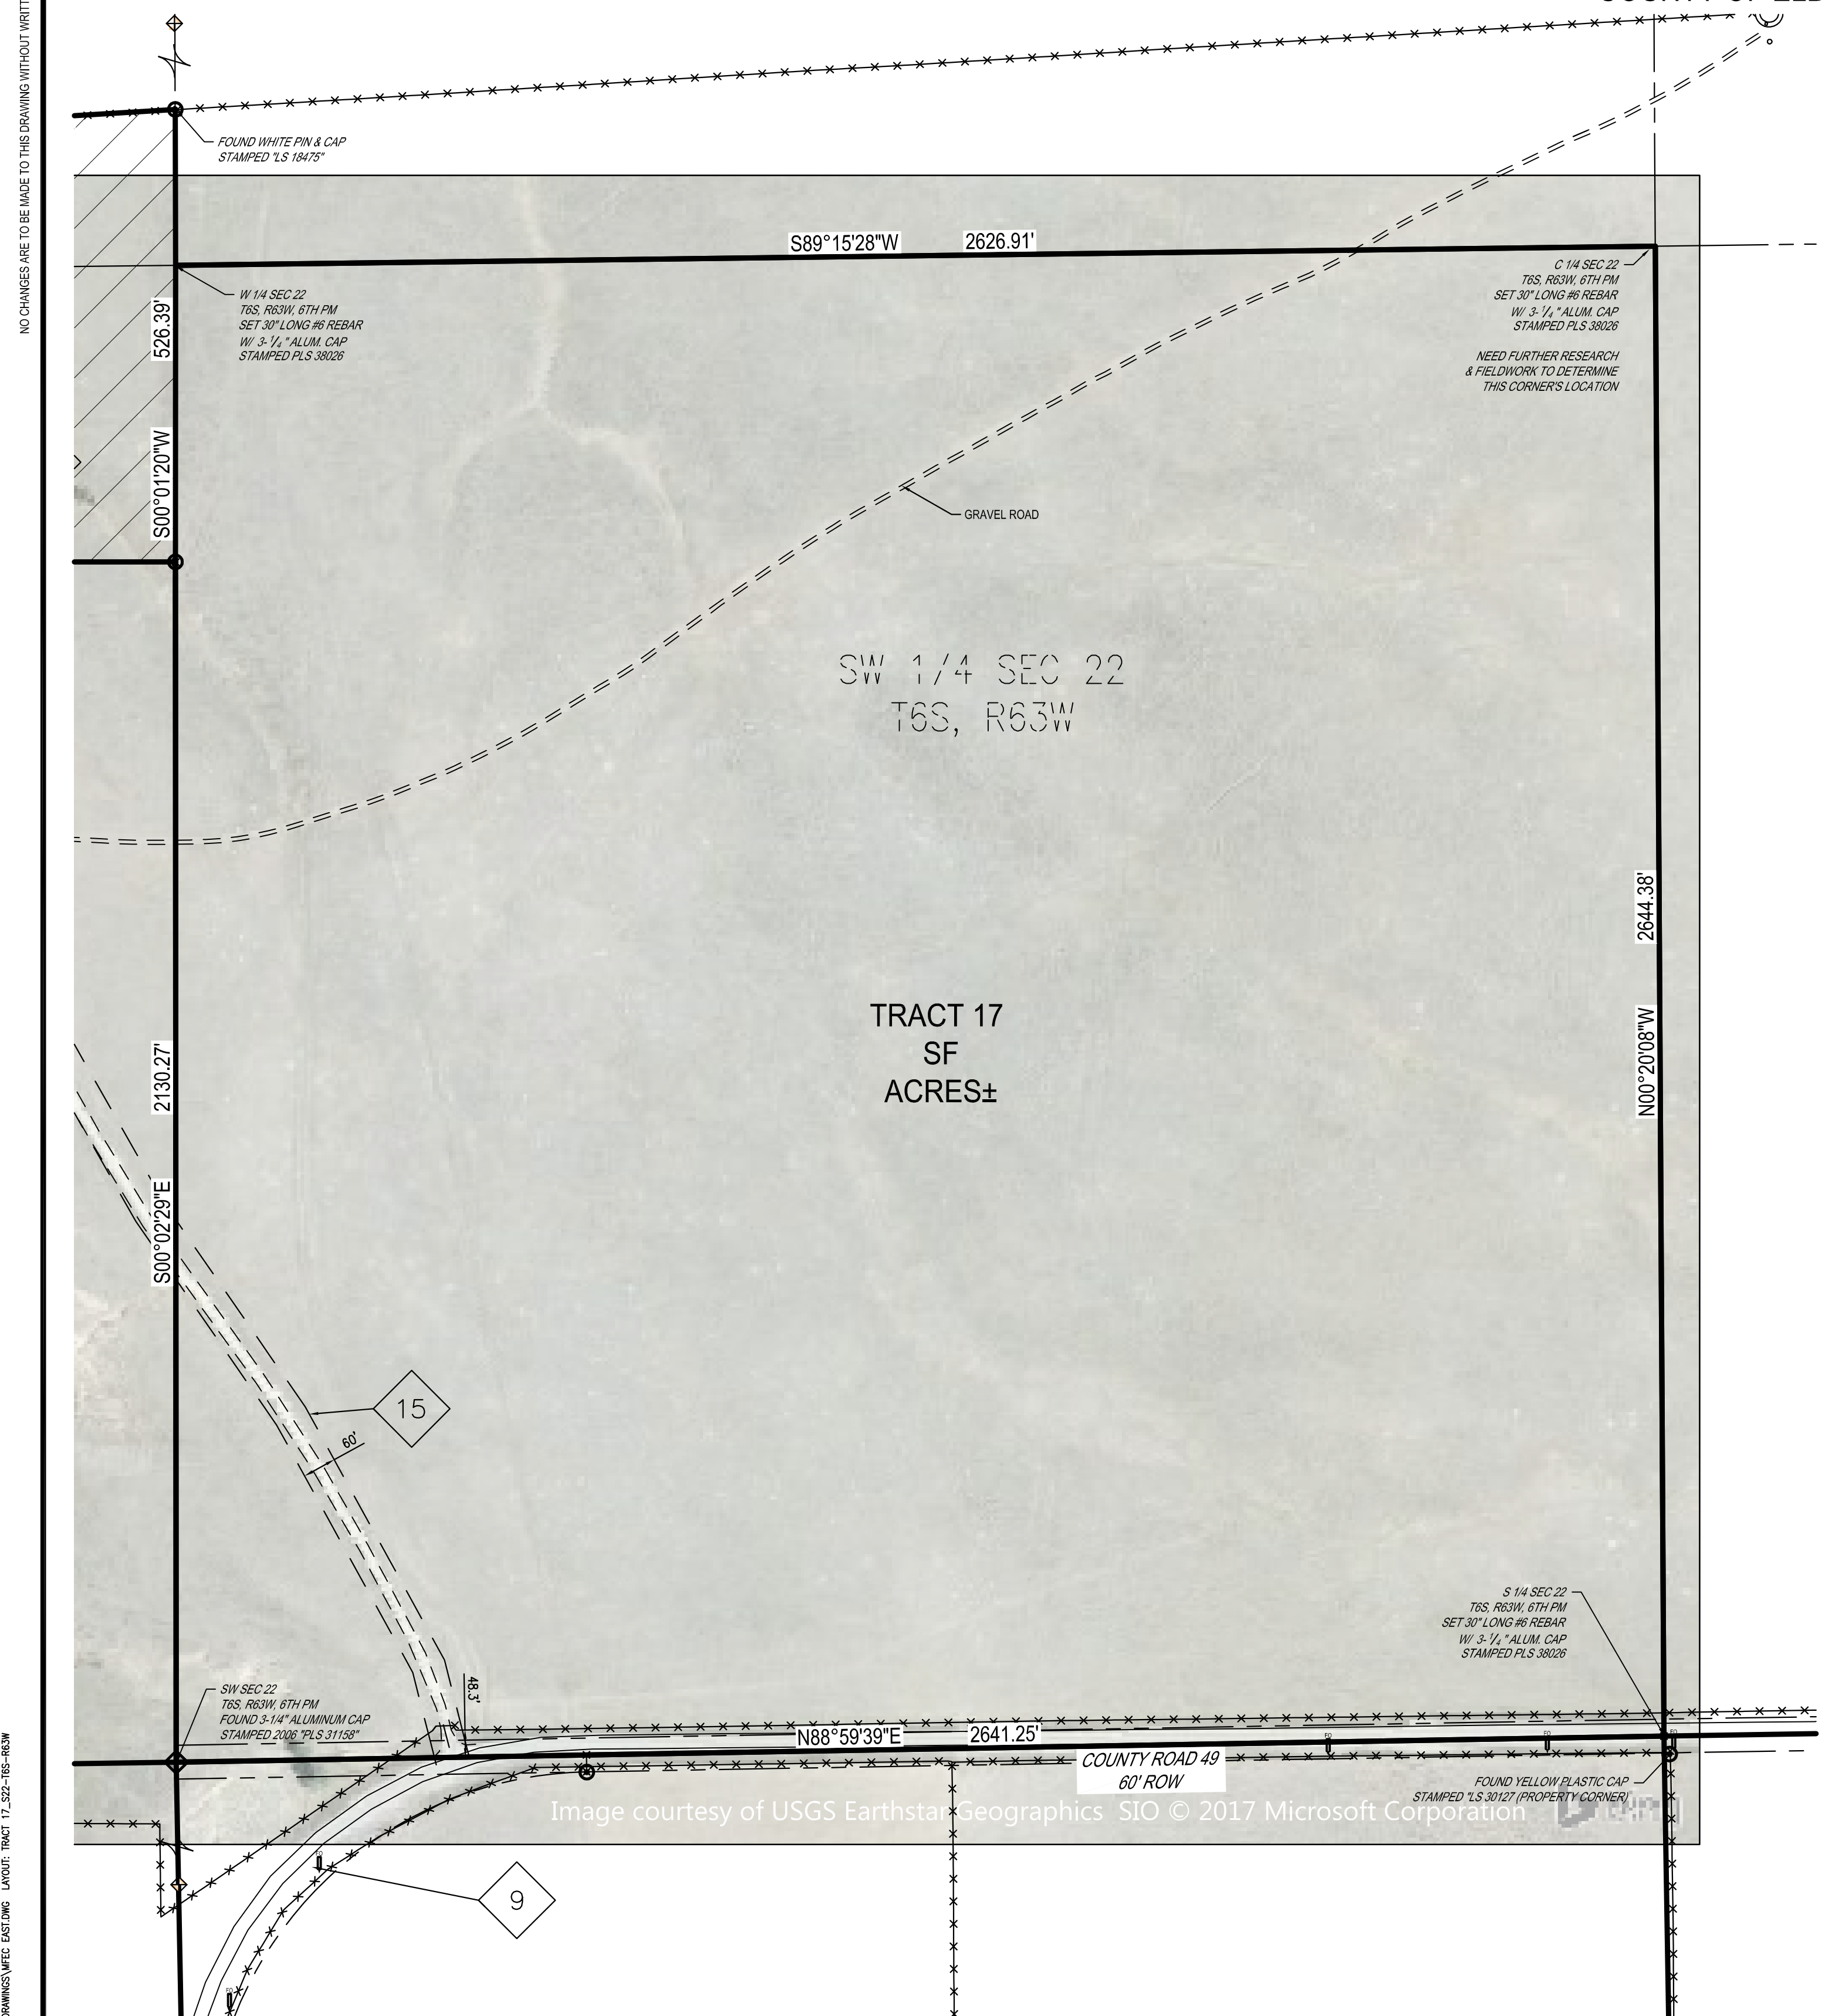 NO CHANGES ARE TO BE MADE TO THIS DRAWING WITHOUT
FOUND WHITE PIN & CAP
STAMPED "LS 18475"
S89°15'28"W 2626.91'
W 1/4 SEC 22
T6S, R63W, 6TH PM
SET 30" LONG #6 REBAR
W/ 3-1/4" ALUM. CAP
STAMPED PLS 38026
C 1/4 SEC 22
T6S, R63W, 6TH PM
SET 30" LONG #6 REBAR
W/ 3-1/4" ALUM. CAP
STAMPED PLS 38026
NEED FURTHER RESEARCH
& FIELDWORK TO DETERMINE
THIS CORNER'S LOCATION
526.39'
S00°01'20"W
GRAVEL ROAD
SW 1/4 SEC 22
T6S, R63W
2644.38'
N00°20'08"W
TRACT 17
SF
ACRES±
2130.27'
S00°02'29"E
15
60'
S 1/4 SEC 22
T6S, R63W, 6TH PM
SET 30" LONG #6 REBAR
W/ 3-1/4" ALUM. CAP
STAMPED PLS 38026
48.3'
SW SEC 22
T6S, R63W, 6TH PM
FOUND 3-1/4" ALUMINUM CAP
STAMPED 2006 "PLS 31158"
N88°59'39"E 2641.25'
COUNTY ROAD 49
60' ROW
FOUND YELLOW PLASTIC CAP
STAMPED "LS 30127 (PROPERTY CORNER)
Image courtesy of USGS Earthstar Geographics SIO © 2017 Microsoft Corporation
9
MFEC EAST.DWG LAYOUT: TRACT 17_S22-T6S-R63W